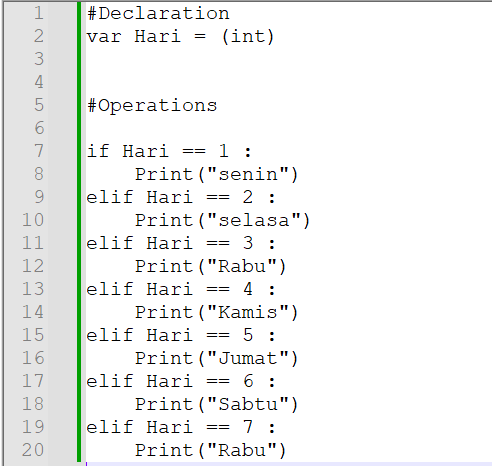 1 #Declaration
2 var Hari = (int)
3
4
5 #Operations
6
7 if Hari == 1 :
8     Print("senin")
9 elif Hari == 2 :
10     Print("selasa")
11 elif Hari == 3 :
12     Print("Rabu")
13 elif Hari == 4 :
14     Print("Kamis")
15 elif Hari == 5 :
16     Print("Jumat")
17 elif Hari == 6 :
18     Print("Sabtu")
19 elif Hari == 7 :
20     Print("Rabu")